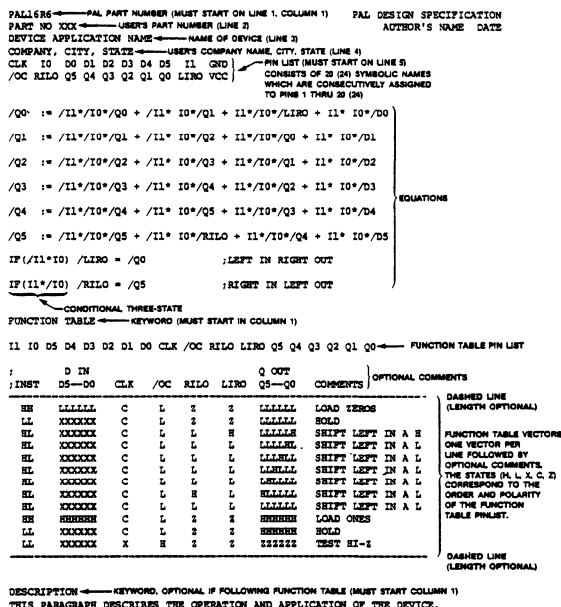 PAL16R6 PAL PART NUMBER (MUST START ON LINE 1, COLUMN 1) PAL DESIGN SPECIFICATION
PART NO XXX USER'S PART NUMBER (LINE 2) AUTHOR'S NAME DATE
DEVICE APPLICATION NAME NAME OF DEVICE (LINE 3)
COMPANY, CITY, STATE USER'S COMPANY NAME, CITY, STATE (LINE 4)
CLK I0 D0 D1 D2 D3 D4 D5 I1 GND PIN LIST (MUST START ON LINE 5)
/OC RILO Q5 Q4 Q3 Q2 Q1 Q0 LIRO VCC CONSISTS OF 20 (24) SYMBOLIC NAMES
WHICH ARE CONSECUTIVELY ASSIGNED
TO PINS 1 THRU 20 (24)
/Q0 := /I1*/I0*/Q0 + /I1* I0*/Q1 + I1*/I0*/LIRO + I1* I0*/D0
/Q1 := /I1*/I0*/Q1 + /I1* I0*/Q2 + I1*/I0*/Q0 + I1* I0*/D1
/Q2 := /I1*/I0*/Q2 + /I1* I0*/Q3 + I1*/I0*/Q1 + I1* I0*/D2
/Q3 := /I1*/I0*/Q3 + /I1* I0*/Q4 + I1*/I0*/Q2 + I1* I0*/D3
EQUATIONS
/Q4 := /I1*/I0*/Q4 + /I1* I0*/Q5 + I1*/I0*/Q3 + I1* I0*/D4
/Q5 := /I1*/I0*/Q5 + /I1* I0*/RILO + I1*/I0*/Q4 + I1* I0*/D5
IF(/I1*I0) /LIRO = /Q0 ;LEFT IN RIGHT OUT
IF(I1*/I0) /RILO = /Q5 ;RIGHT IN LEFT OUT
CONDITIONAL THREE-STATE
FUNCTION TABLE KEYWORD (MUST START IN COLUMN 1)
I1 I0 D5 D4 D3 D2 D1 D0 CLK /OC RILO LIRO Q5 Q4 Q3 Q2 Q1 Q0 FUNCTION TABLE PIN LIST
; D IN Q OUT
;INST D5--D0 CLK /OC RILO LIRO Q5--Q0 COMMENTS OPTIONAL COMMENTS
DASHED LINE
(LENGTH OPTIONAL)
HH LLLLLL C L Z Z LLLLLL LOAD ZEROS
LL XXXXXX C L Z Z LLLLLL HOLD
HL XXXXXX C L L H LLLLLH SHIFT LEFT IN A H
HL XXXXXX C L L L LLLLHL SHIFT LEFT IN A L
HL XXXXXX C L L L LLLHLL SHIFT LEFT IN A L
HL XXXXXX C L L L LLHLLL SHIFT LEFT IN A L
HL XXXXXX C L L L LHLLLL SHIFT LEFT IN A L
HL XXXXXX C L H L HLLLLL SHIFT LEFT IN A L
HL XXXXXX C L L L LLLLLL SHIFT LEFT IN A L
HH HHHHHH C L Z Z HHHHHH LOAD ONES
LL XXXXXX C L Z Z HHHHHH HOLD
LL XXXXXX X H Z Z ZZZZZZ TEST HI-Z
FUNCTION TABLE VECTORS
ONE VECTOR PER
LINE FOLLOWED BY
OPTIONAL COMMENTS,
THE STATES (H, L, X, C, Z)
CORRESPOND TO THE
ORDER AND POLARITY
OF THE FUNCTION
TABLE PINLIST.
DASHED LINE
(LENGTH OPTIONAL)
DESCRIPTION KEYWORD, OPTIONAL IF FOLLOWING FUNCTION TABLE (MUST START COLUMN 1)
THIS PARAGRAPH DESCRIBES THE OPERATION AND APPLICATION OF THE DEVICE.